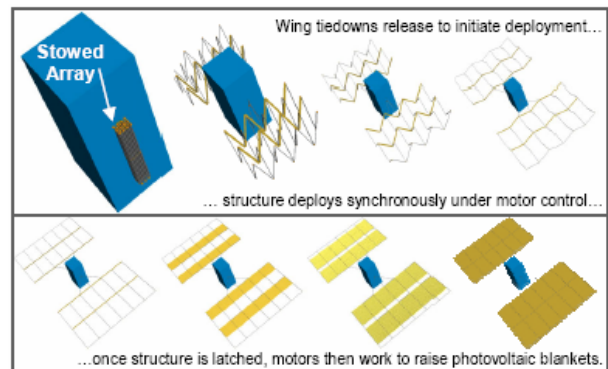 Wing tiedowns release to initiate deployment…
Stowed
Array
… structure deploys synchronously under motor control…
…once structure is latched, motors then work to raise photovoltaic blankets.